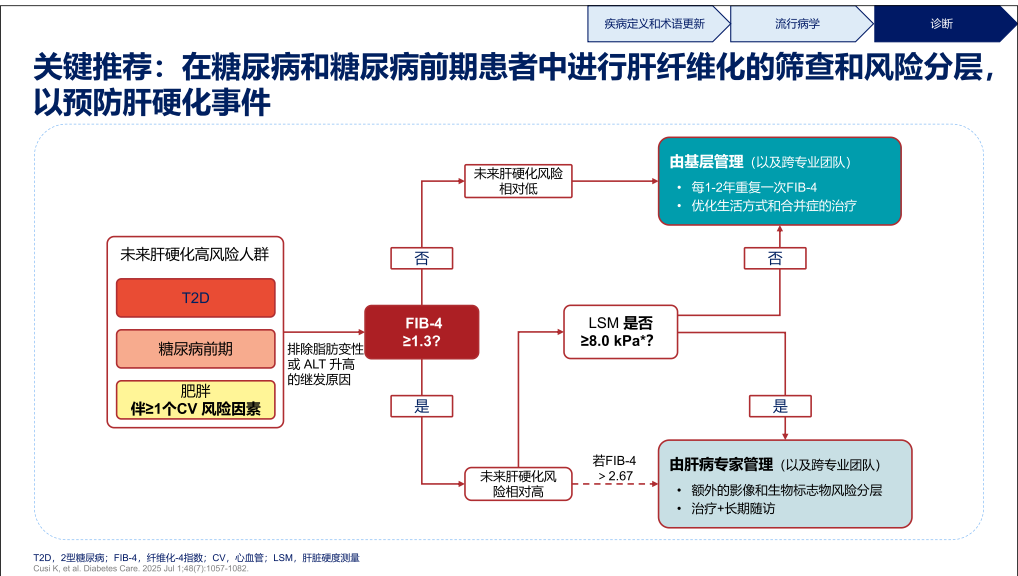 疾病定义和术语更新
流行病学
诊断
关键推荐：在糖尿病和糖尿病前期患者中进行肝纤维化的筛查和风险分层，
以预防肝硬化事件
未来肝硬化高风险人群
T2D
糖尿病前期
肥胖
伴≥1个CV 风险因素
排除脂肪变性
或 ALT 升高
的继发原因
FIB-4
≥1.3?
否
未来肝硬化风险
相对低
是
未来肝硬化风
险相对高
LSM 是否
≥8.0 kPa*?
否
是
若FIB-4
> 2.67
由基层管理（以及跨专业团队）
• 每1-2年重复一次FIB-4
• 优化生活方式和合并症的治疗
由肝病专家管理（以及跨专业团队）
• 额外的影像和生物标志物风险分层
• 治疗+长期随访
T2D，2型糖尿病；FIB-4，纤维化-4指数；CV，心血管；LSM，肝脏硬度测量
Cusi K, et al. Diabetes Care. 2025 Jul 1;48(7):1057-1082.